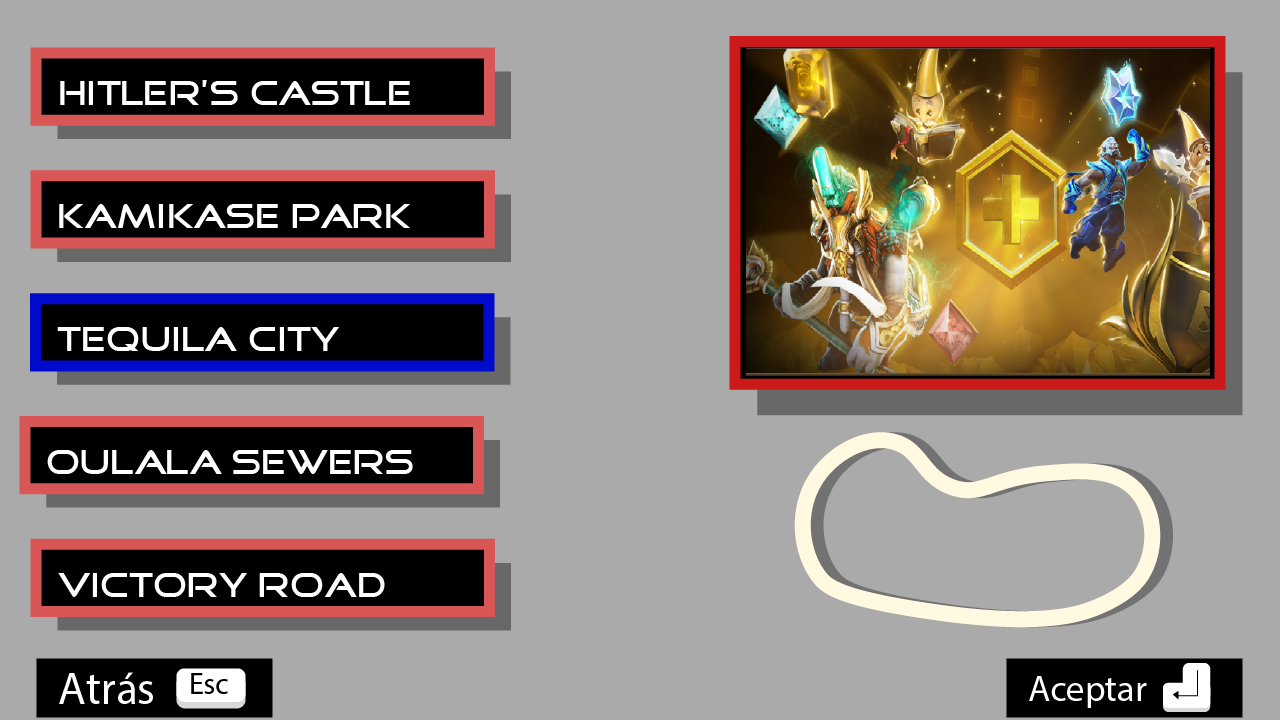 HITLER'S CASTLE
KAMIKASE PARK
TEQUILA CITY
OULALA SEWERS
VICTORY ROAD
Atrás Esc
Aceptar